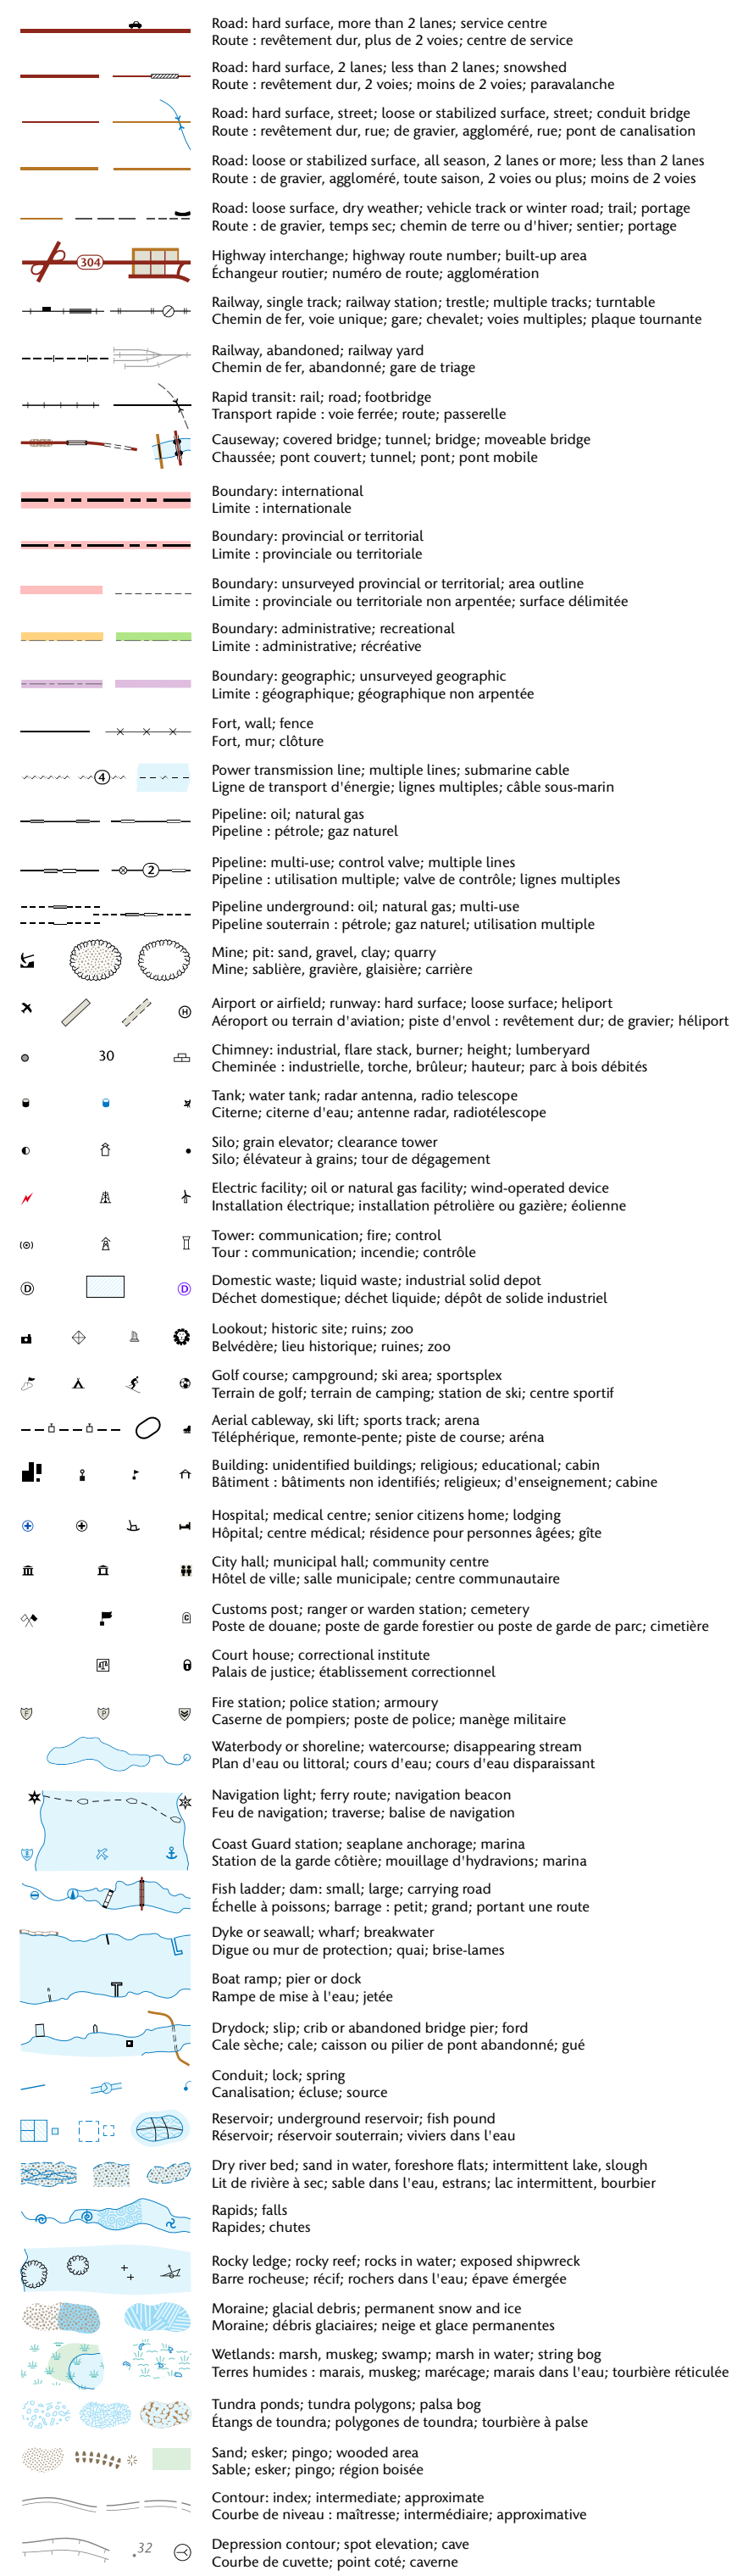 Road: hard surface, more than 2 lanes; service centre
Route : revêtement dur, plus de 2 voies; centre de service
Road: hard surface, 2 lanes; less than 2 lanes; snowshed
Route : revêtement dur, 2 voies; moins de 2 voies; paravalanche
Road: hard surface, street; loose or stabilized surface, street; conduit bridge
Route : revêtement dur, rue; de gravier, aggloméré, rue; pont de canalisation
Road: loose or stabilized surface, all season, 2 lanes or more; less than 2 lanes
Route : de gravier, aggloméré, toute saison, 2 voies ou plus; moins de 2 voies
Road: loose surface, dry weather; vehicle track or winter road; trail; portage
Route : de gravier, temps sec; chemin de terre ou d'hiver; sentier; portage
304
Highway interchange; highway route number; built-up area
Échangeur routier; numéro de route; agglomération
Railway, single track; railway station; trestle; multiple tracks; turntable
Chemin de fer, voie unique; gare; chevalet; voies multiples; plaque tournante
Railway, abandoned; railway yard
Chemin de fer, abandonné; gare de triage
Rapid transit: rail; road; footbridge
Transport rapide : voie ferrée; route; passerelle
Causeway; covered bridge; tunnel; bridge; moveable bridge
Chaussée; pont couvert; tunnel; pont; pont mobile
Boundary: international
Limite : internationale
Boundary: provincial or territorial
Limite : provinciale ou territoriale
Boundary: unsurveyed provincial or territorial; area outline
Limite : provinciale ou territoriale non arpentée; surface délimitée
Boundary: administrative; recreational
Limite : administrative; récréative
Boundary: geographic; unsurveyed geographic
Limite : géographique; géographique non arpentée
Fort, wall; fence
Fort, mur; clôture
4
Power transmission line; multiple lines; submarine cable
Ligne de transport d'énergie; lignes multiples; câble sous-marin
Pipeline: oil; natural gas
Pipeline : pétrole; gaz naturel
2
Pipeline: multi-use; control valve; multiple lines
Pipeline : utilisation multiple; valve de contrôle; lignes multiples
Pipeline underground: oil; natural gas; multi-use
Pipeline souterrain : pétrole; gaz naturel; utilisation multiple
Mine; pit: sand, gravel, clay; quarry
Mine; sablière, gravière, glaisière; carrière
H
Airport or airfield; runway: hard surface; loose surface; heliport
Aéroport ou terrain d'aviation; piste d'envol : revêtement dur; de gravier; héliport
30
Chimney: industrial, flare stack, burner; height; lumberyard
Cheminée : industrielle, torche, brûleur; hauteur; parc à bois débités
Tank; water tank; radar antenna, radio telescope
Citerne; citerne d'eau; antenne radar, radiotélescope
Silo; grain elevator; clearance tower
Silo; élévateur à grains; tour de dégagement
Electric facility; oil or natural gas facility; wind-operated device
Installation électrique; installation pétrolière ou gazière; éolienne
Tower: communication; fire; control
Tour : communication; incendie; contrôle
D D
Domestic waste; liquid waste; industrial solid depot
Déchet domestique; déchet liquide; dépôt de solide industriel
Lookout; historic site; ruins; zoo
Belvédère; lieu historique; ruines; zoo
Golf course; campground; ski area; sportsplex
Terrain de golf; terrain de camping; station de ski; centre sportif
Aerial cableway, ski lift; sports track; arena
Téléphérique, remonte-pente; piste de course; aréna
Building: unidentified buildings; religious; educational; cabin
Bâtiment : bâtiments non identifiés; religieux; d'enseignement; cabine
Hospital; medical centre; senior citizens home; lodging
Hôpital; centre médical; résidence pour personnes âgées; gîte
City hall; municipal hall; community centre
Hôtel de ville; salle municipale; centre communautaire
C
Customs post; ranger or warden station; cemetery
Poste de douane; poste de garde forestier ou poste de garde de parc; cimetière
Court house; correctional institute
Palais de justice; établissement correctionnel
F P
Fire station; police station; armoury
Caserne de pompiers; poste de police; manège militaire
Waterbody or shoreline; watercourse; disappearing stream
Plan d'eau ou littoral; cours d'eau; cours d'eau disparaissant
Navigation light; ferry route; navigation beacon
Feu de navigation; traverse; balise de navigation
Coast Guard station; seaplane anchorage; marina
Station de la garde côtière; mouillage d'hydravions; marina
Fish ladder; dam: small; large; carrying road
Échelle à poissons; barrage : petit; grand; portant une route
Dyke or seawall; wharf; breakwater
Digue ou mur de protection; quai; brise-lames
Boat ramp; pier or dock
Rampe de mise à l'eau; jetée
Drydock; slip; crib or abandoned bridge pier; ford
Cale sèche; cale; caisson ou pilier de pont abandonné; gué
Conduit; lock; spring
Canalisation; écluse; source
Reservoir; underground reservoir; fish pound
Réservoir; réservoir souterrain; viviers dans l'eau
Dry river bed; sand in water, foreshore flats; intermittent lake, slough
Lit de rivière à sec; sable dans l'eau, estrans; lac intermittent, bourbier
Rapids; falls
Rapides; chutes
Rocky ledge; rocky reef; rocks in water; exposed shipwreck
Barre rocheuse; récif; rochers dans l'eau; épave émergée
Moraine; glacial debris; permanent snow and ice
Moraine; débris glaciaires; neige et glace permanentes
Wetlands: marsh, muskeg; swamp; marsh in water; string bog
Terres humides : marais, muskeg; marécage; marais dans l'eau; tourbière réticulée
Tundra ponds; tundra polygons; palsa bog
Étangs de toundra; polygones de toundra; tourbière à palse
Sand; esker; pingo; wooded area
Sable; esker; pingo; région boisée
Contour: index; intermediate; approximate
Courbe de niveau : maîtresse; intermédiaire; approximative
32
Depression contour; spot elevation; cave
Courbe de cuvette; point coté; caverne